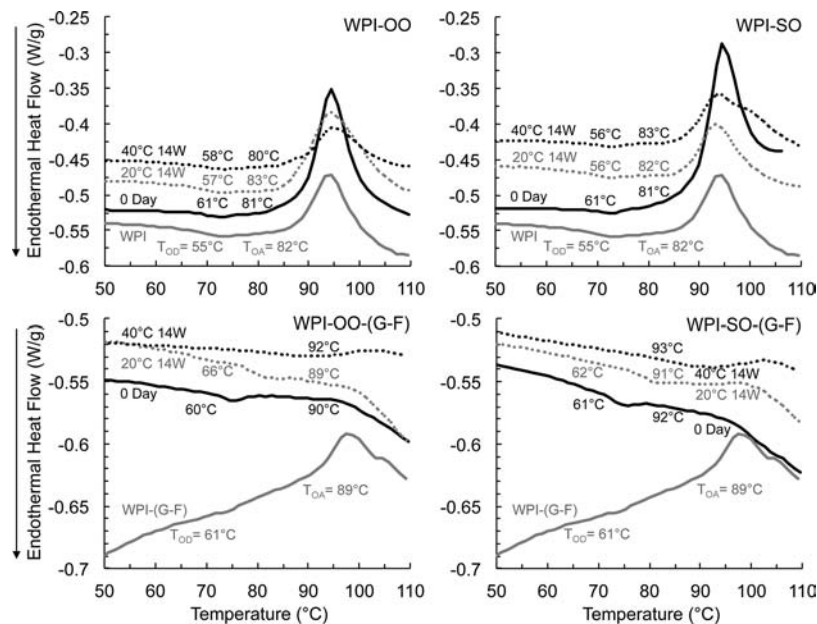 Endothermal Heat Flow (W/g)
-0.25
-0.3
-0.35
-0.4
-0.45
-0.5
-0.55
-0.6
WPI-OO
40°C 14W
58°C
80°C
20°C 14W
57°C
83°C
0 Day
61°C
81°C
WPI
TOD= 55°C
TOA= 82°C
50 60 70 80 90 100 110
-0.25
-0.3
-0.35
-0.4
-0.45
-0.5
-0.55
-0.6
WPI-SO
40°C 14W
56°C
83°C
20°C 14W
56°C
82°C
0 Day
61°C
81°C
WPI
TOD= 55°C
TOA= 82°C
50 60 70 80 90 100 110
Endothermal Heat Flow (W/g)
-0.5
-0.55
-0.6
-0.65
-0.7
WPI-OO-(G-F)
40°C 14W
92°C
20°C 14W
66°C
89°C
0 Day
60°C
90°C
WPI-(G-F)
TOD= 61°C
TOA= 89°C
50 60 70 80 90 100 110
Temperature (°C)
-0.5
-0.55
-0.6
-0.65
-0.7
WPI-SO-(G-F)
93°C
40°C 14W
62°C
91°C
20°C 14W
61°C
92°C
0 Day
WPI-(G-F)
TOD= 61°C
TOA= 89°C
50 60 70 80 90 100 110
Temperature (°C)